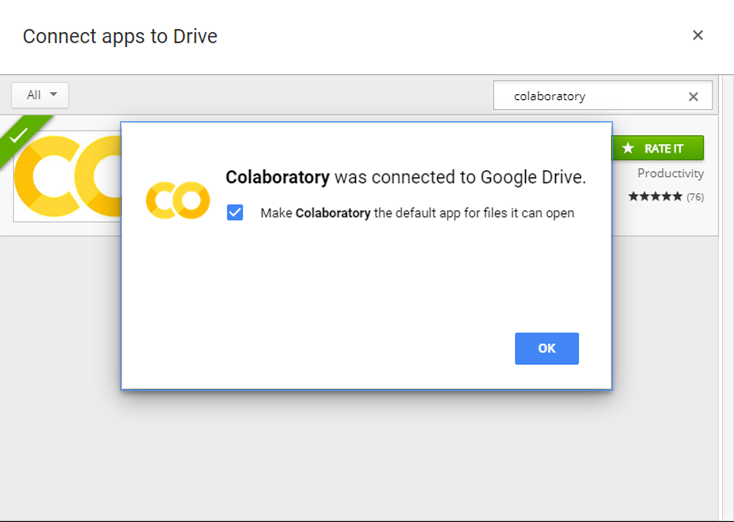 Connect apps to Drive
All
colaboratory
RATE IT
Productivity
(76)
Colaboratory was connected to Google Drive.
Make Colaboratory the default app for files it can open
OK